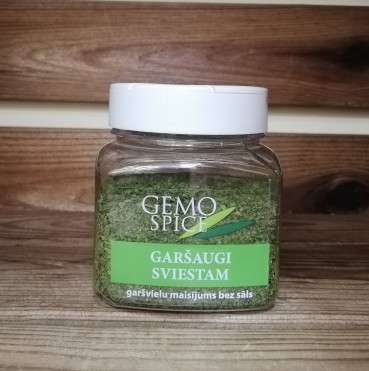 GEMO
SPICE
GARŠAUGI
SVIESTAM
garšvielu maisījums bez sāls